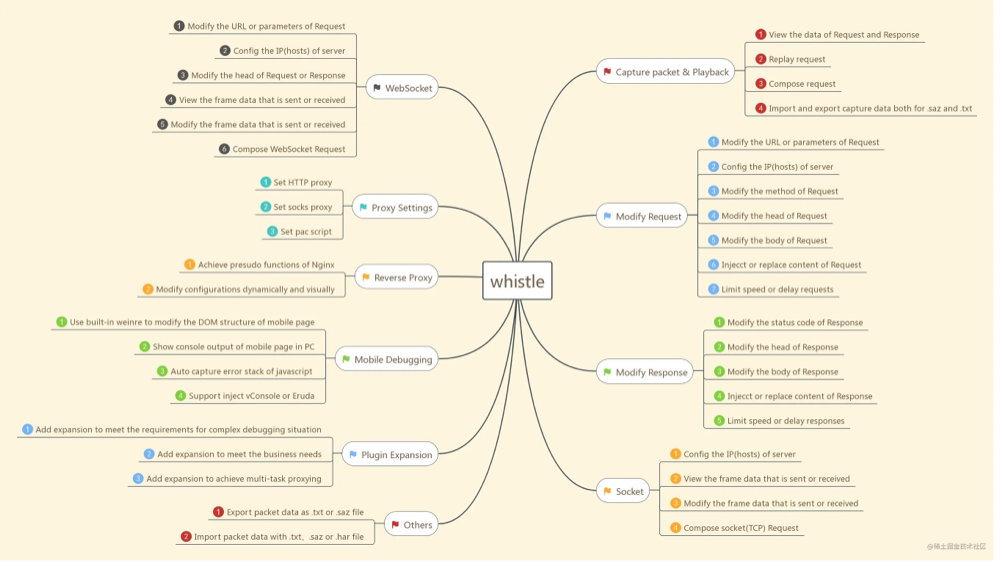 whistle
WebSocket
1 Modify the URL or parameters of Request
2 Config the IP(hosts) of server
3 Modify the head of Request or Response
4 View the frame data that is sent or received
5 Modify the frame data that is sent or received
6 Compose WebSocket Request
Proxy Settings
1 Set HTTP proxy
2 Set socks proxy
3 Set pac script
Reverse Proxy
1 Achieve presudo functions of Nginx
2 Modify configurations dynamically and visually
Mobile Debugging
1 Use built-in weinre to modify the DOM structure of mobile page
2 Show console output of mobile page in PC
3 Auto capture error stack of javascript
4 Support inject vConsole or Eruda
Plugin Expansion
1 Add expansion to meet the requirements for complex debugging situation
2 Add expansion to meet the business needs
3 Add expansion to achieve multi-task proxying
Others
1 Export packet data as .txt or .saz file
2 Import packet data with .txt、.saz or .har file
Capture packet & Playback
1 View the data of Request and Response
2 Replay request
3 Compose request
4 Import and export capture data both for .saz and .txt
Modify Request
1 Modify the URL or parameters of Request
2 Config the IP(hosts) of server
3 Modify the method of Request
4 Modify the head of Request
5 Modify the body of Request
6 Injecct or replace content of Request
7 Limit speed or delay requests
Modify Response
1 Modify the status code of Response
2 Modify the head of Response
3 Modify the body of Response
4 Injecct or replace content of Response
5 Limit speed or delay responses
Socket
1 Config the IP(hosts) of server
2 View the frame data that is sent or received
3 Modify the frame data that is sent or received
4 Compose socket(TCP) Request
@稀土掘金技术社区